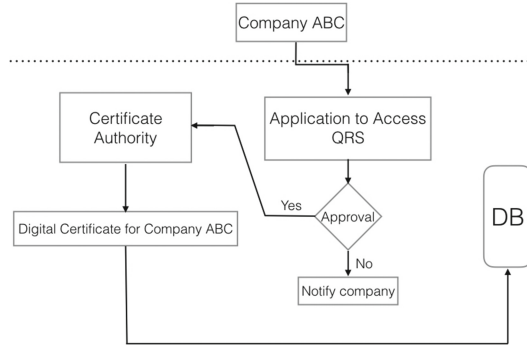 Company ABC
Certificate
Authority
Application to Access
QRS
Yes
Approval
Digital Certificate for Company ABC
DB
No
Notify company